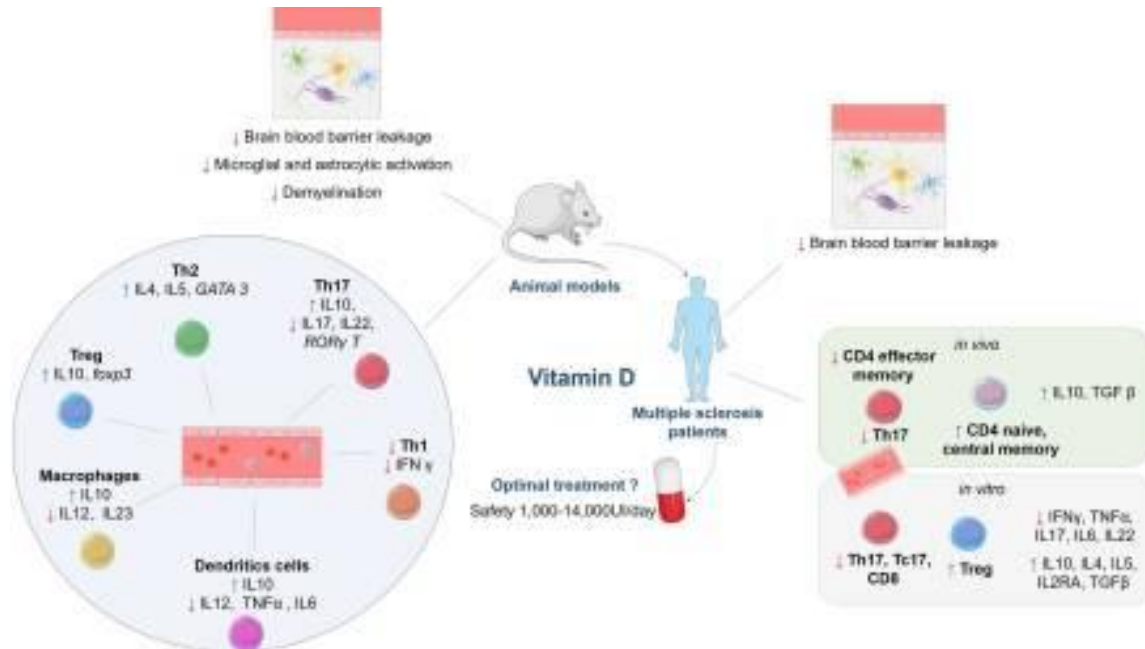 ↓ Brain blood barrier leakage
↓ Microglial and astrocytic activation
↓ Demyelination
Animal models
↓ Brain blood barrier leakage
Th2
↑ IL4, IL5, GATA 3
Th17
↑ IL10,
↓ IL17, IL22,
RORγ T
Treg
↑ IL10, foxp3
↓ Th1
↓ IFN γ
Macrophages
↑ IL10
↓ IL12, IL23
Dendritics cells
↑ IL10
↓ IL12, TNFα, IL6
Vitamin D
Multiple sclerosis
patients
Optimal treatment ?
Safety 1,000-14,000UI/day
in vivo
↓ CD4 effector
memory
↓ Th17
↑ CD4 naive,
central memory
↑ IL10, TGF β
in vitro
↓ Th17, Tc17,
CD8
↑ Treg
↓ IFNγ, TNFα,
IL17, IL6, IL22
↑ IL10, IL4, IL5,
IL2RA, TGFβ